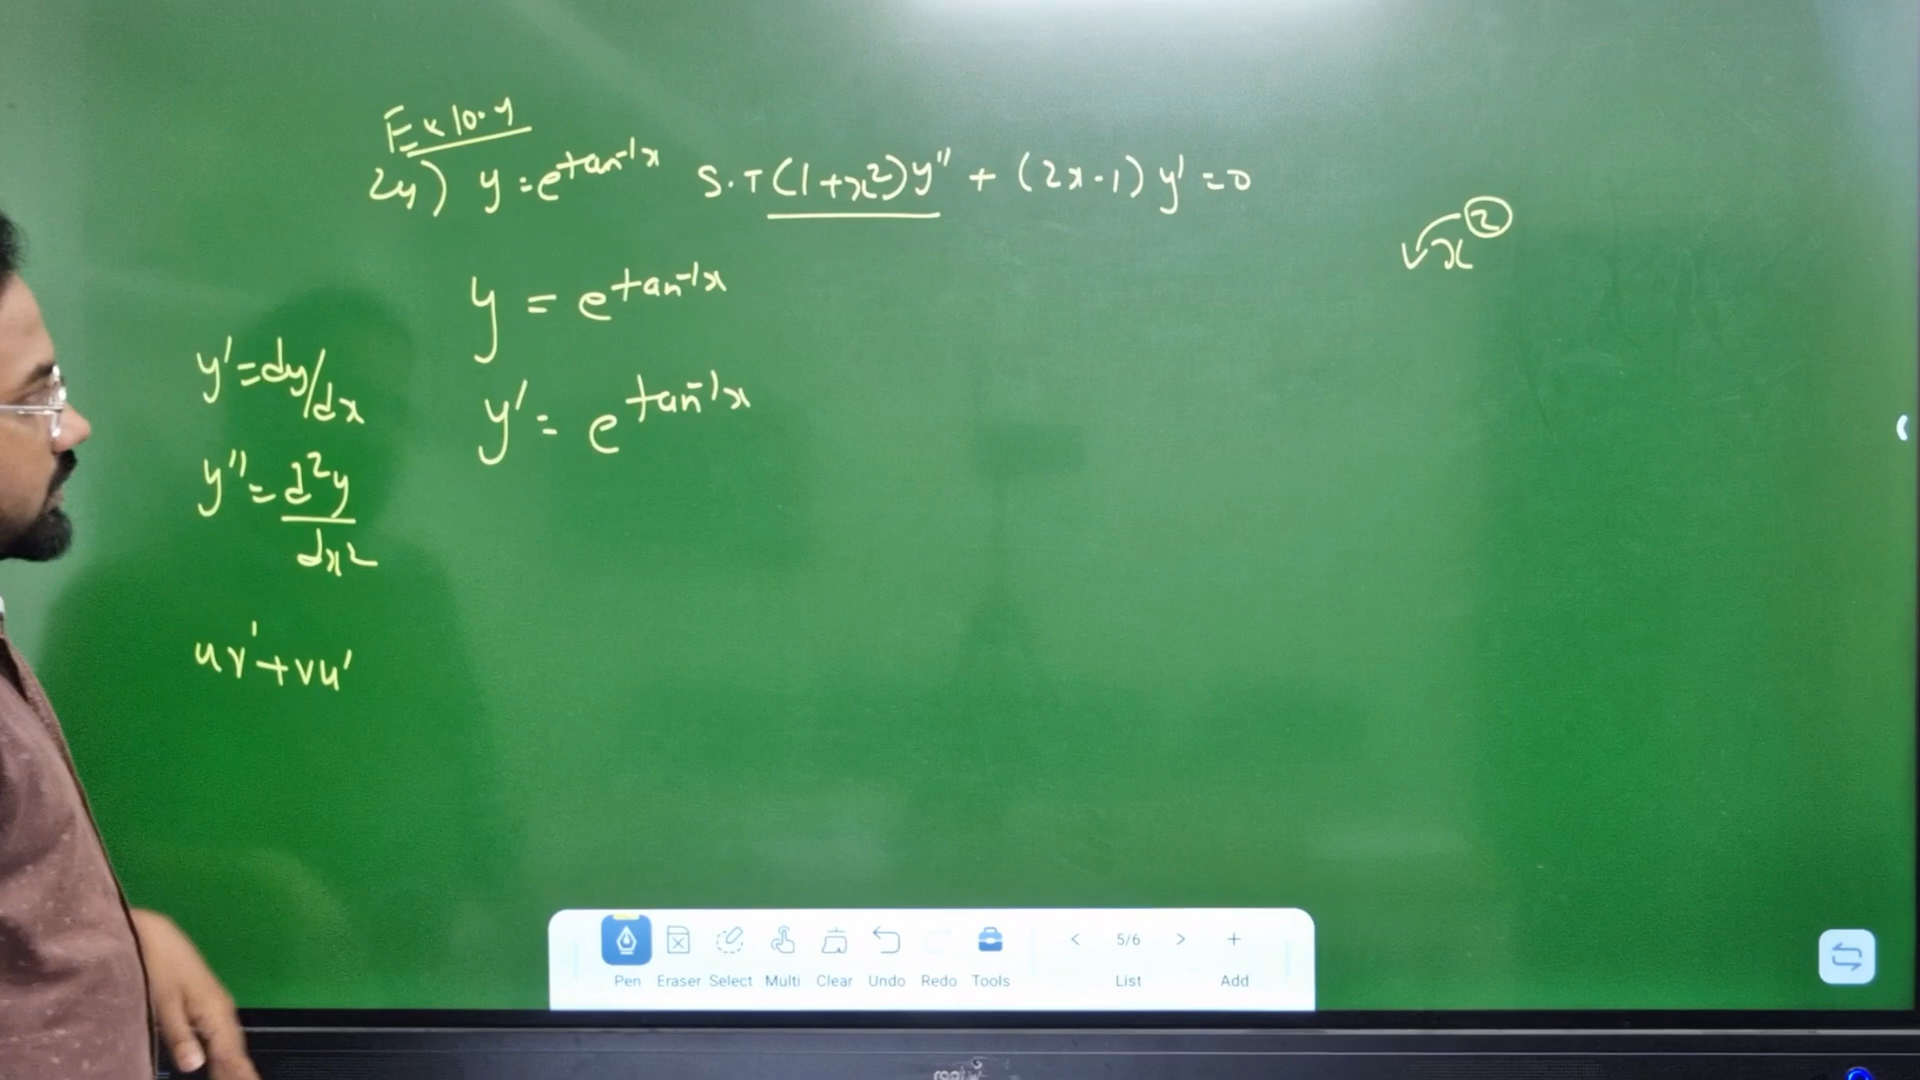 Ex 10.4
24) y = e^tan⁻¹x S.T (1+x²)y'' + (2x-1) y' = 0
x²
y = e^tan⁻¹x
y' = dy/dx
y' = e^tan⁻¹x
y'' = d²y/dx²
uv' + vu'
Pen Eraser Select Multi Clear Undo Redo Tools < 5/6 > + List Add